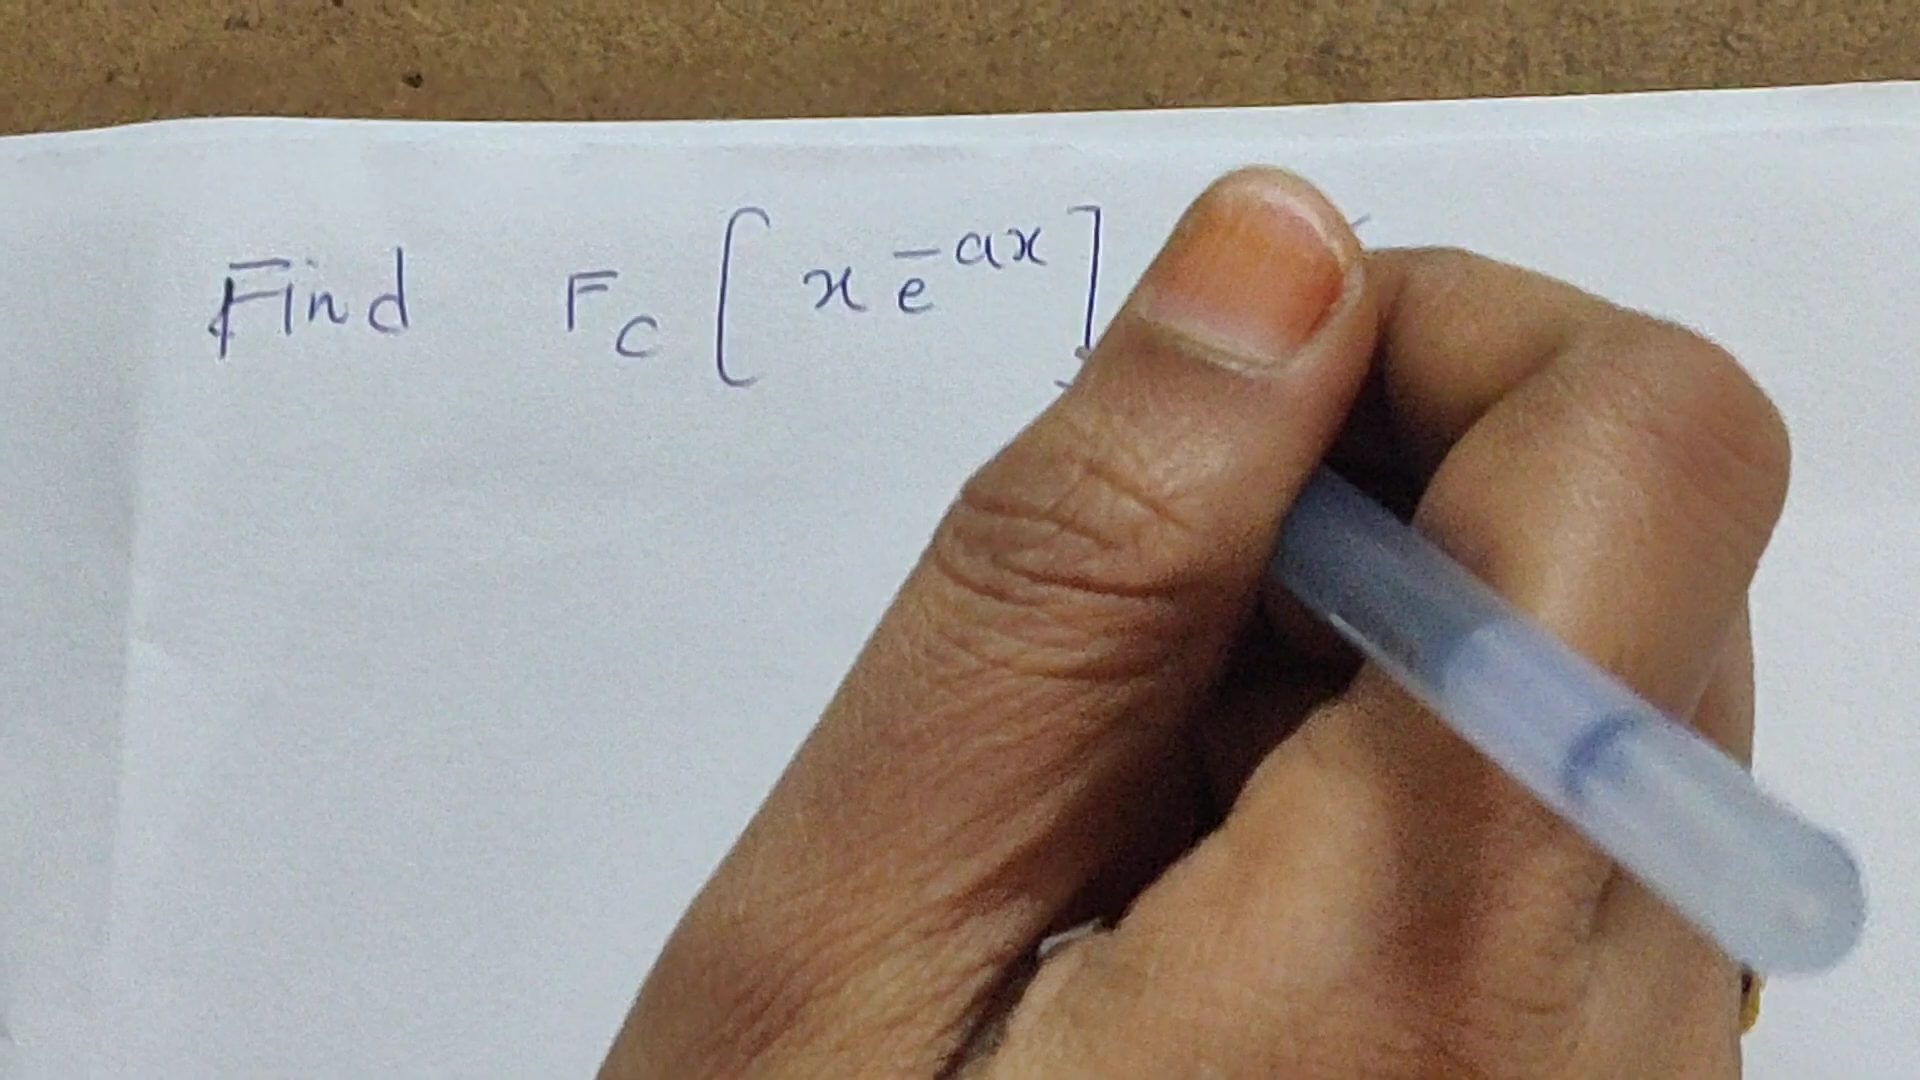 Find F_c [ x e^{-ax} ]